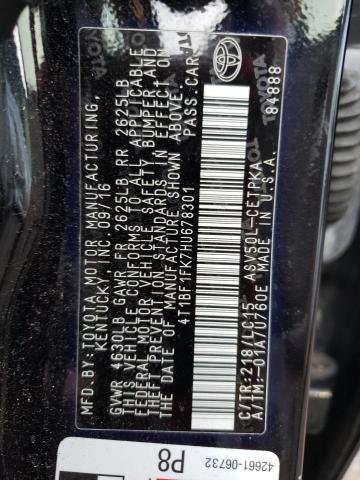 MFD.BY: TOYOTA MOTOR MANUFACTURING,
KENTUCKY, INC. 09/16
GVWR 4630LB GAWR FR 2625LB RR 2625LB
THIS VEHICLE CONFORMS TO ALL APPLICABLE
FEDERAL MOTOR VEHICLE SAFETY, BUMPER, AND
THEFT PREVENTION STANDARDS IN EFFECT ON
THE DATE OF MANUFACTURE SHOWN ABOVE.
4T1BF1FK7HU678301 PASS. CAR
C/TR: 218/LC15 ASV50L-CETPKA
A/TM: -01A/U760E MADE IN U.S.A.
84888
TOYOTA
42661-06732
P8